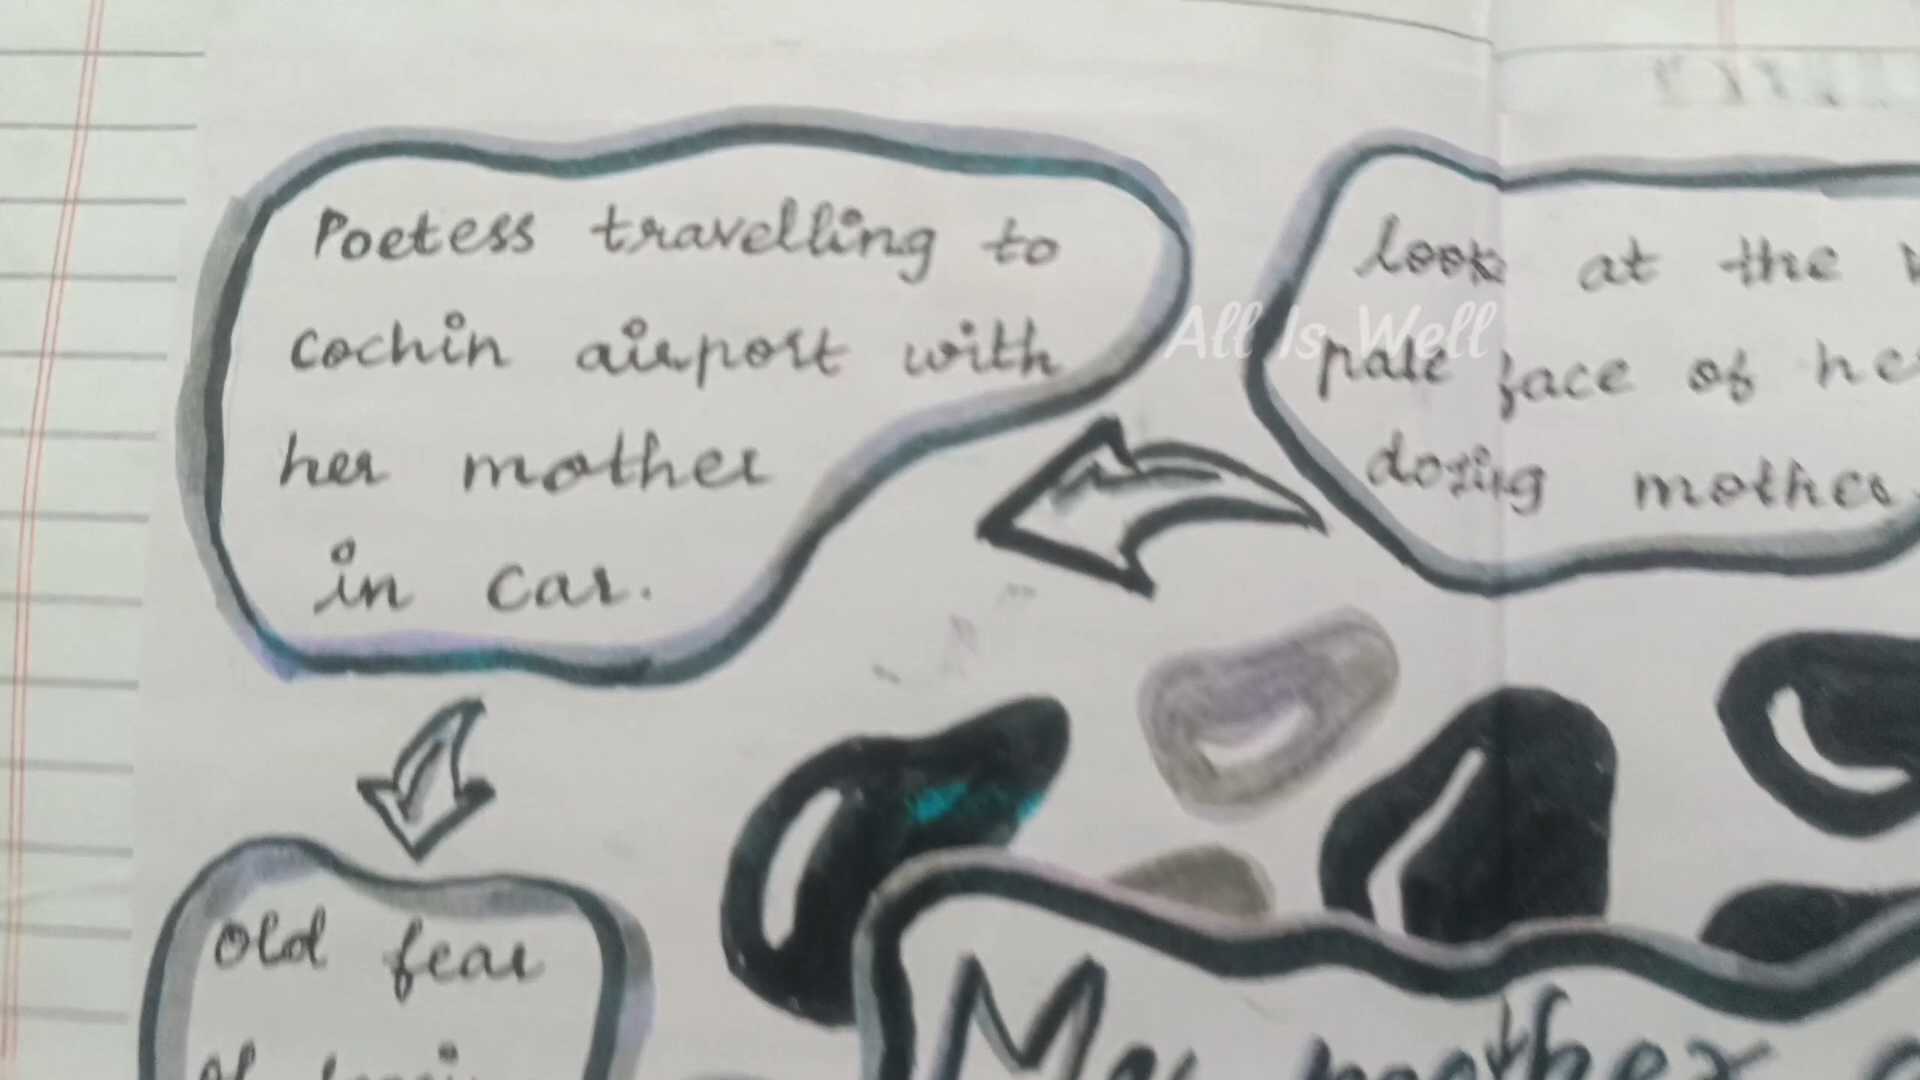 Poetess travelling to
cochin airport with
her mother
in car.
look at the
pale face of
dozing mother
All Is Well
old fear
My mother